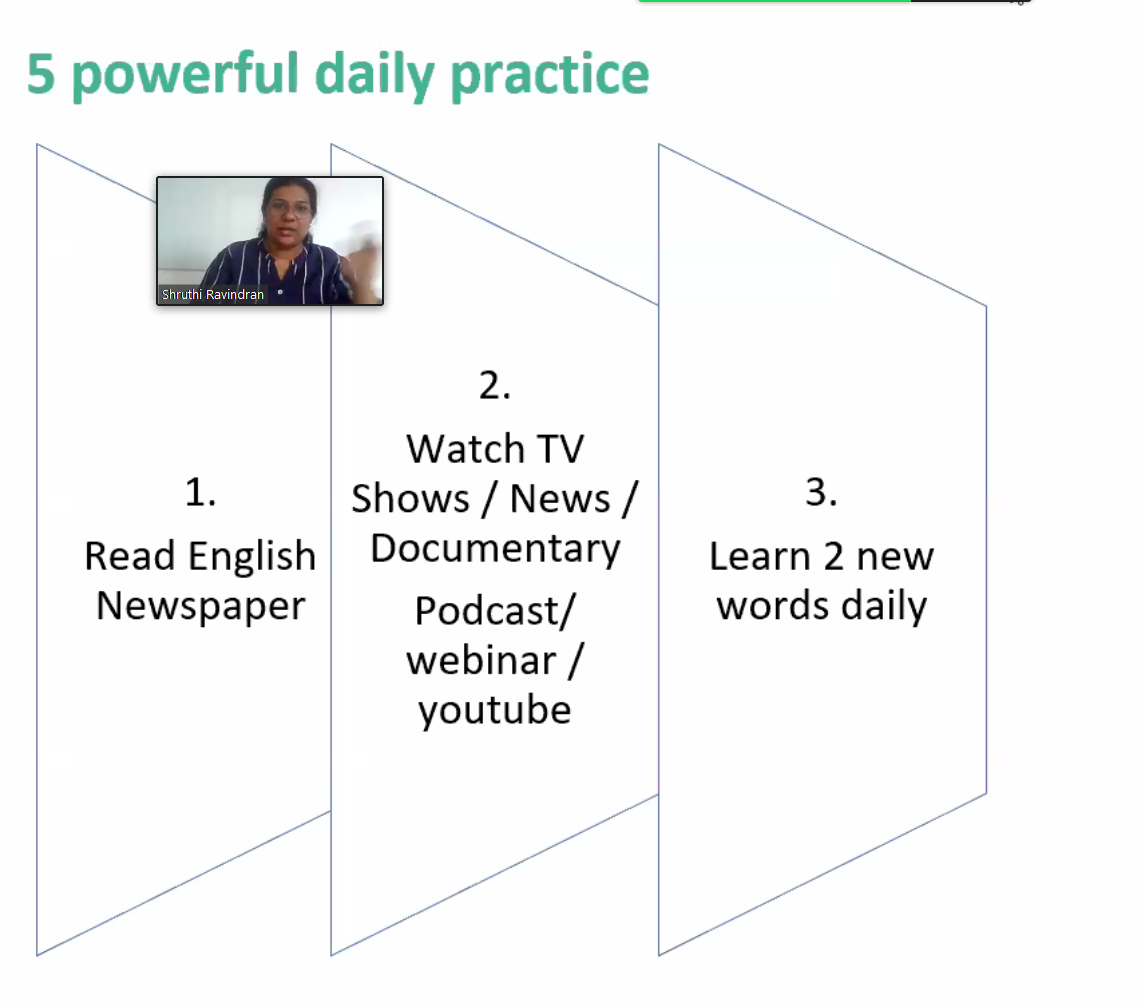 5 powerful daily practice
Shruthi Ravindran
1.
Read English
Newspaper
2.
Watch TV
Shows / News /
Documentary
Podcast/
webinar /
youtube
3.
Learn 2 new
words daily